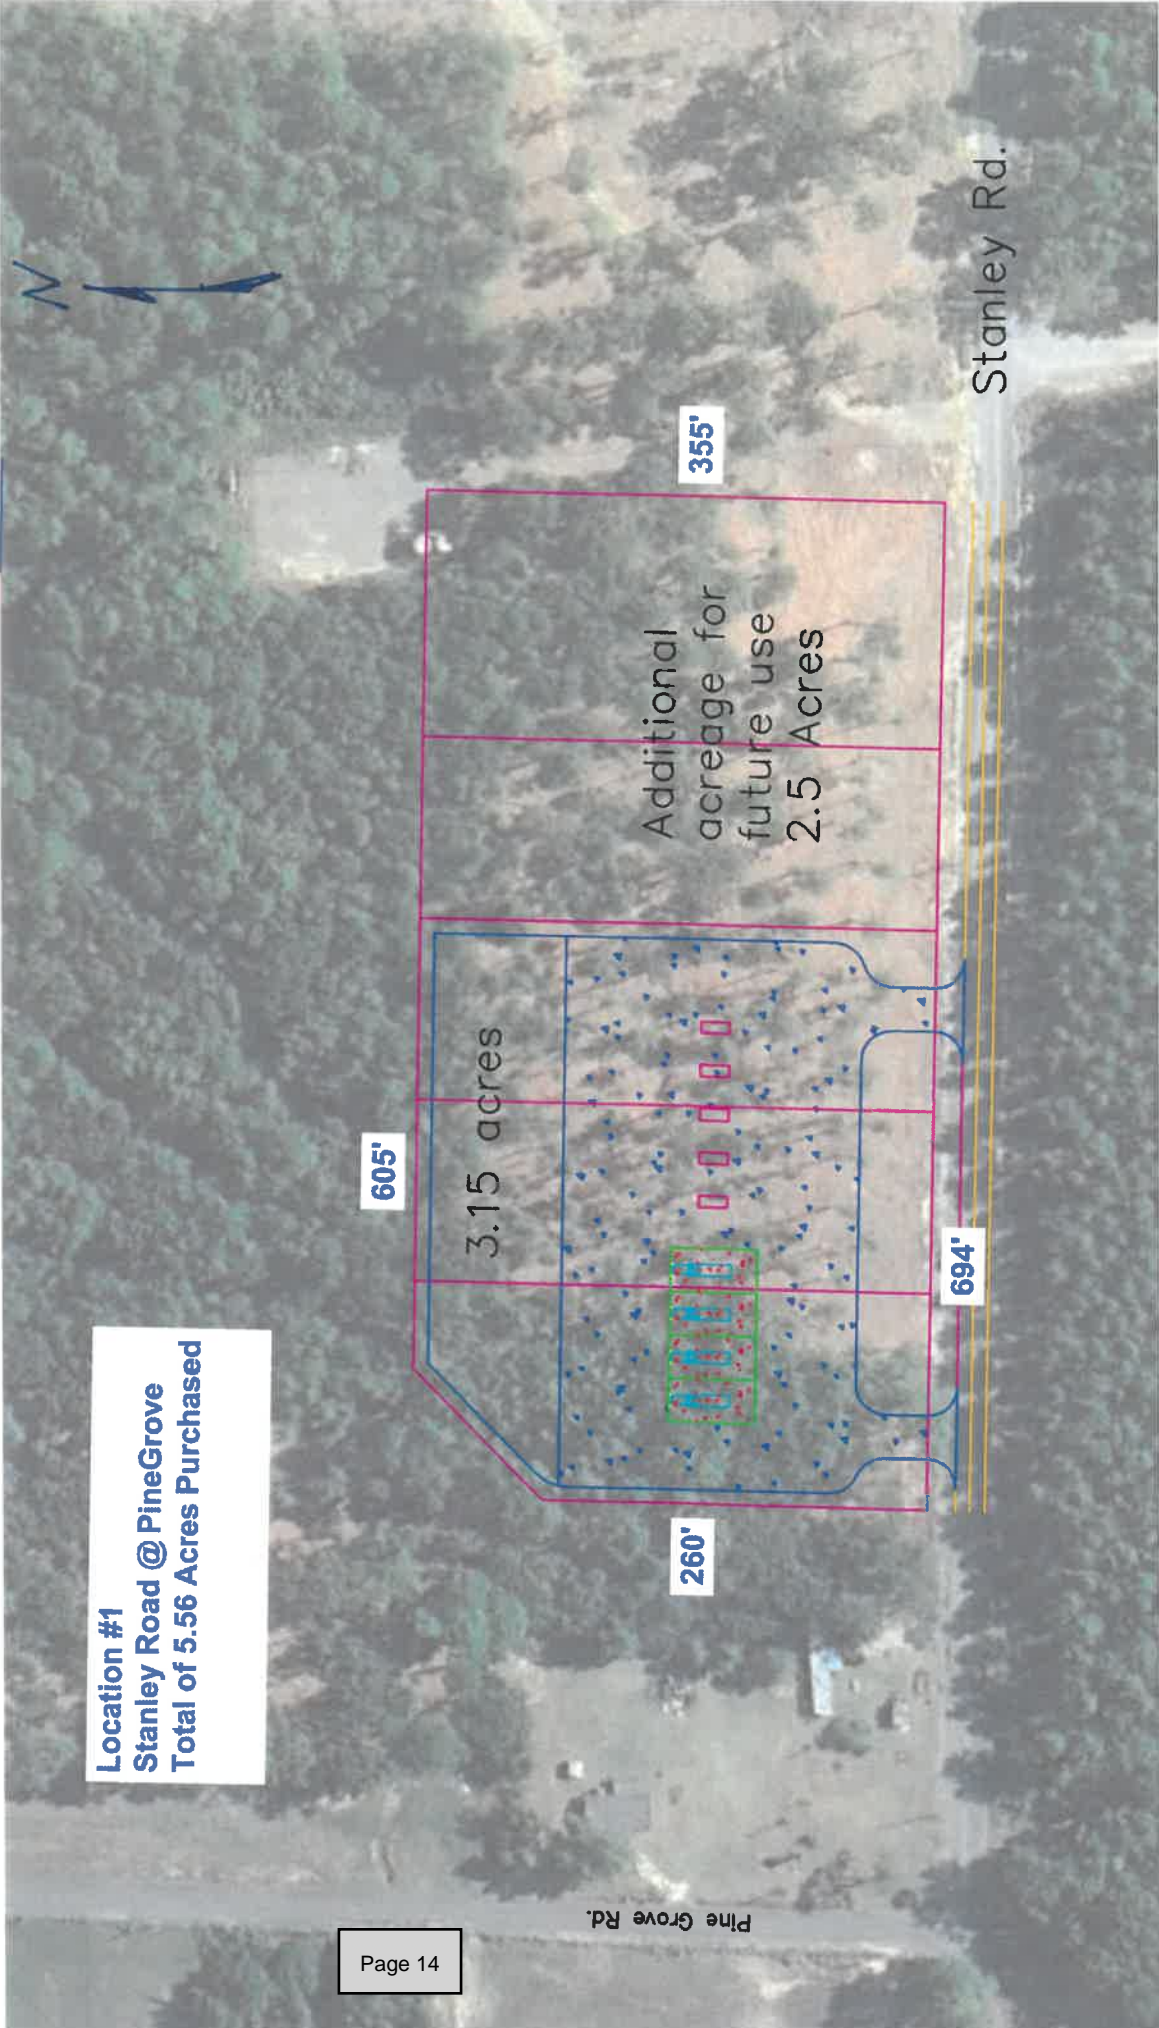 Location #1
Stanley Road @ PineGrove
Total of 5.56 Acres Purchased
N
605'
3.15 acres
355'
Additional
acreage for
future use
2.5 Acres
260'
694'
Stanley Rd.
Pine Grove Rd.
Page 14